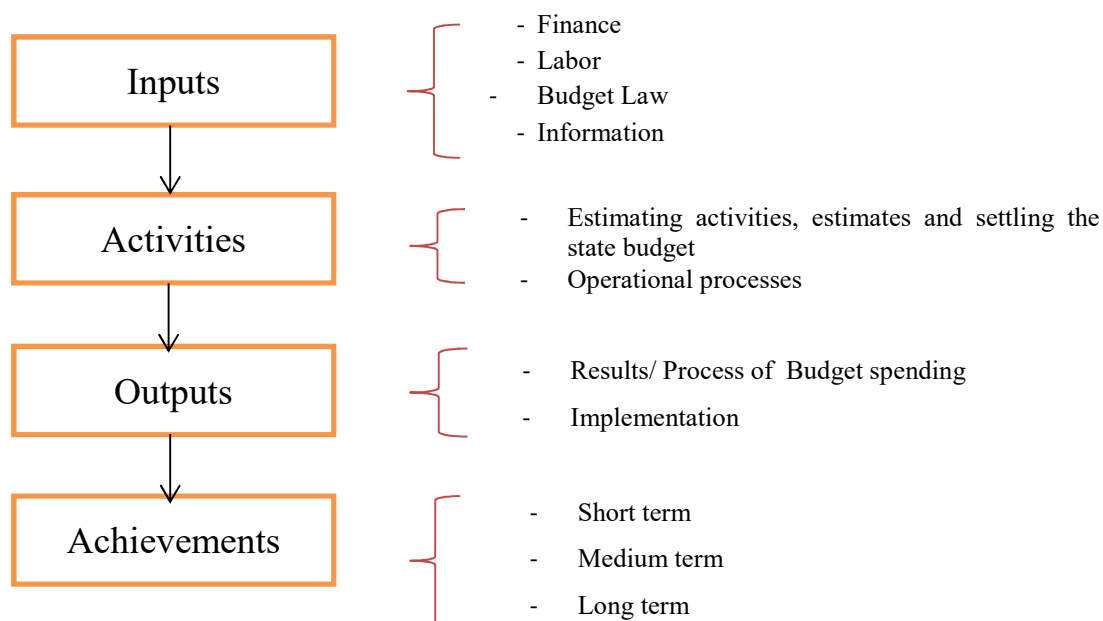 Inputs
- Finance
- Labor
- Budget Law
- Information
Activities
- Estimating activities, estimates and settling the
state budget
- Operational processes
Outputs
- Results/ Process of Budget spending
- Implementation
Achievements
- Short term
- Medium term
- Long term